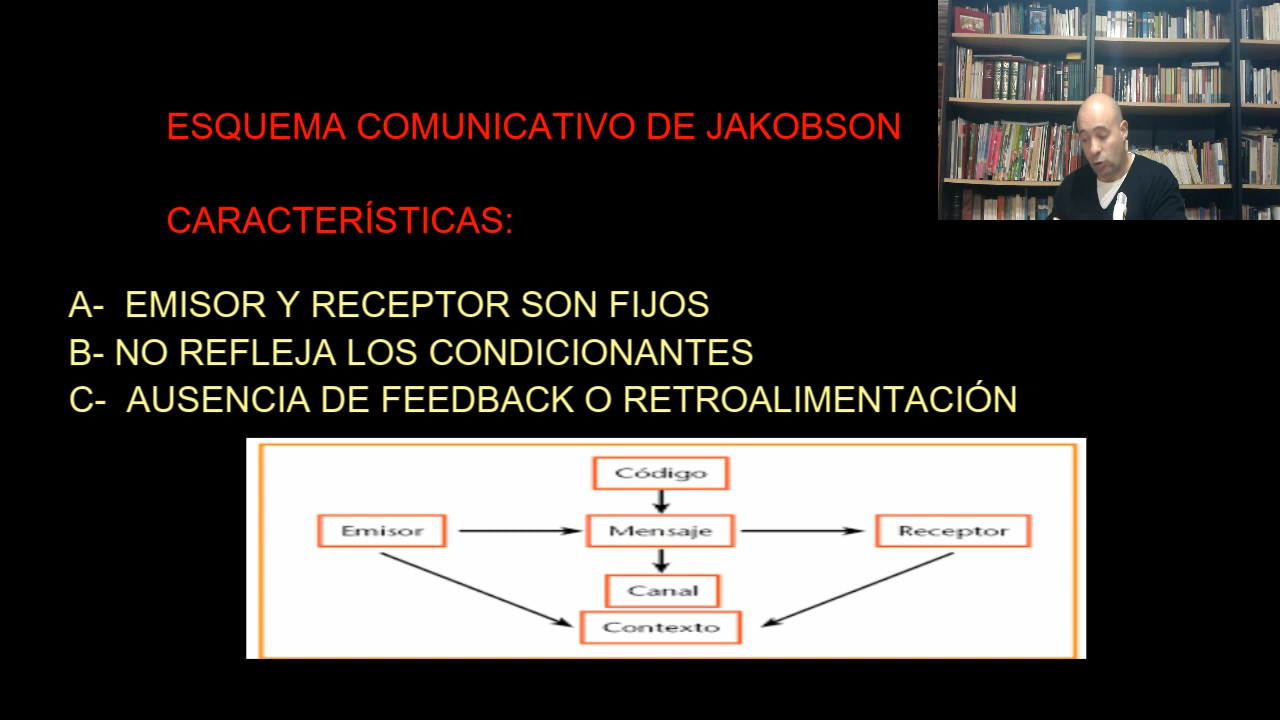 ESQUEMA COMUNICATIVO DE JAKOBSON
CARACTERÍSTICAS:
A- EMISOR Y RECEPTOR SON FIJOS
B- NO REFLEJA LOS CONDICIONANTES
C- AUSENCIA DE FEEDBACK O RETROALIMENTACIÓN
Código
Emisor
Mensaje
Receptor
Canal
Contexto